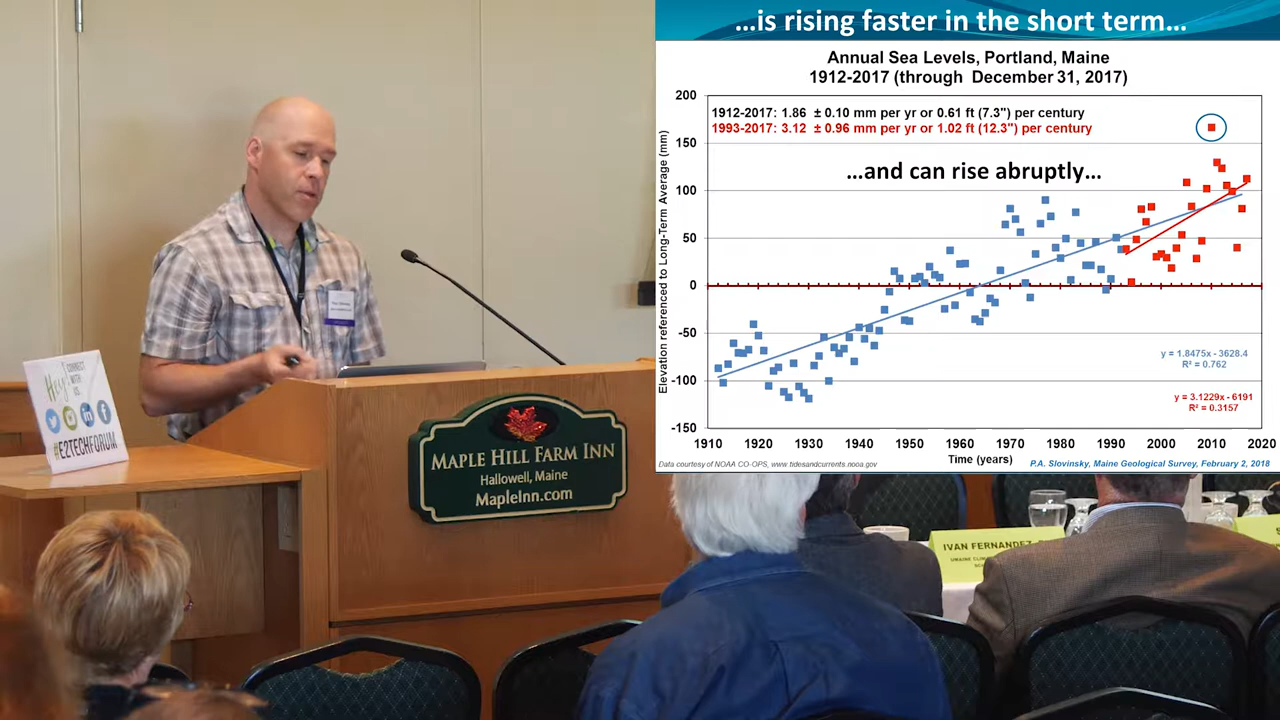 ...is rising faster in the short term...
Annual Sea Levels, Portland, Maine
1912-2017 (through December 31, 2017)
1912-2017: 1.86 ± 0.10 mm per yr or 0.61 ft (7.3") per century
1993-2017: 3.12 ± 0.96 mm per yr or 1.02 ft (12.3") per century
...and can rise abruptly...
Elevation referenced to Long-Term Average (mm)
200
150
100
50
0
-50
-100
-150
y = 1.8475x - 3628.4
R² = 0.762
y = 3.1229x - 6191
R² = 0.3157
1910 1920 1930 1940 1950 1960 1970 1980 1990 2000 2010 2020
Time (years)
Data courtesy of NOAA CO-OPS, www.tidesandcurrents.noaa.gov
P.A. Slovinsky, Maine Geological Survey, February 2, 2018
Hey!
CONNECT
WITH
US.
#E2TECHFORUM
MAPLE HILL FARM INN
Hallowell, Maine
MapleInn.com
IVAN FERNANDEZ